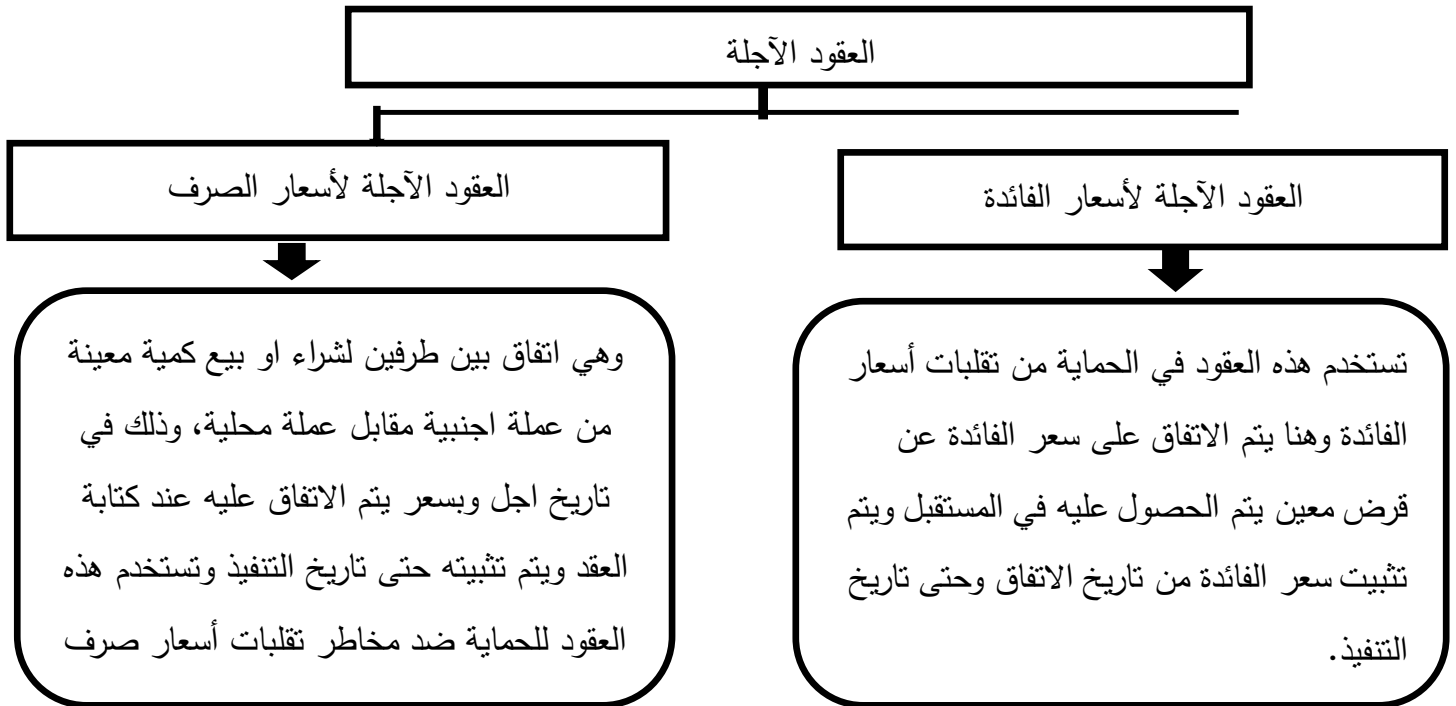 العقود الآجلة
العقود الآجلة لأسعار الفائدة
تستخدم هذه العقود في الحماية من تقلبات أسعار
الفائدة وهنا يتم الاتفاق على سعر الفائدة عن
قرض معين يتم الحصول عليه في المستقبل ويتم
تثبيت سعر الفائدة من تاريخ الاتفاق وحتى تاريخ
التنفيذ.
العقود الآجلة لأسعار الصرف
وهي اتفاق بين طرفين لشراء او بيع كمية معينة
من عملة اجنبية مقابل عملة محلية، وذلك في
تاريخ اجل وبسعر يتم الاتفاق عليه عند كتابة
العقد ويتم تثبيته حتى تاريخ التنفيذ وتستخدم هذه
العقود للحماية ضد مخاطر تقلبات أسعار صرف